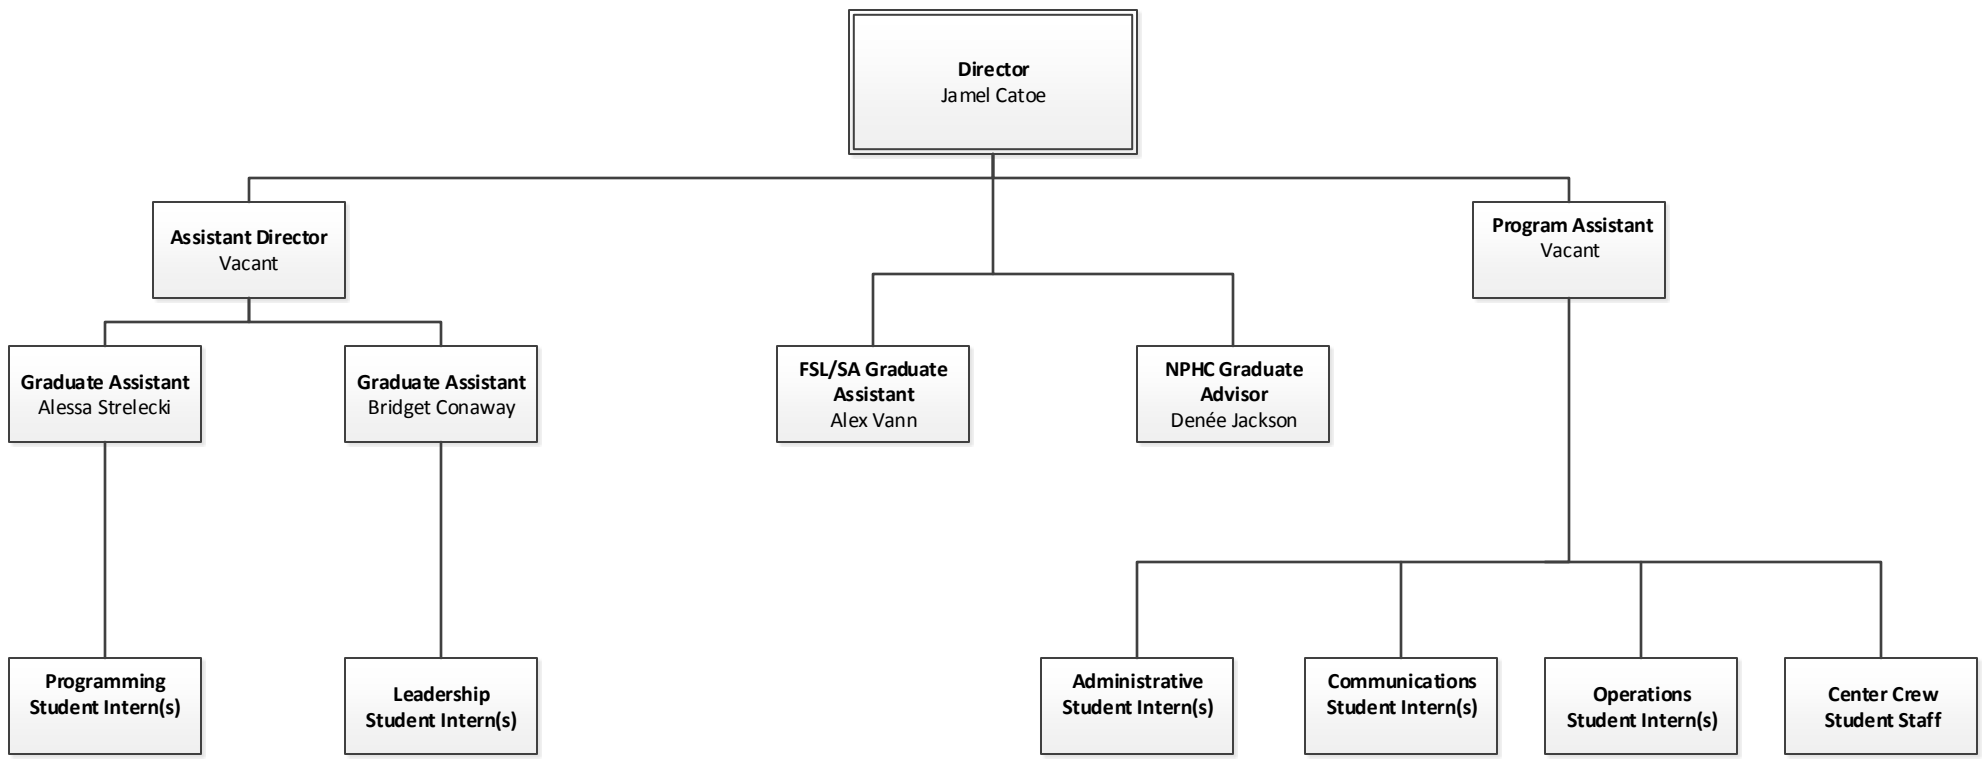 Director
Jamel Catoe
Assistant Director
Vacant
Program Assistant
Vacant
Graduate Assistant
Alessa Strelecki
Graduate Assistant
Bridget Conaway
FSL/SA Graduate
Assistant
Alex Vann
NPHC Graduate
Advisor
Denée Jackson
Programming
Student Intern(s)
Leadership
Student Intern(s)
Administrative
Student Intern(s)
Communications
Student Intern(s)
Operations
Student Intern(s)
Center Crew
Student Staff